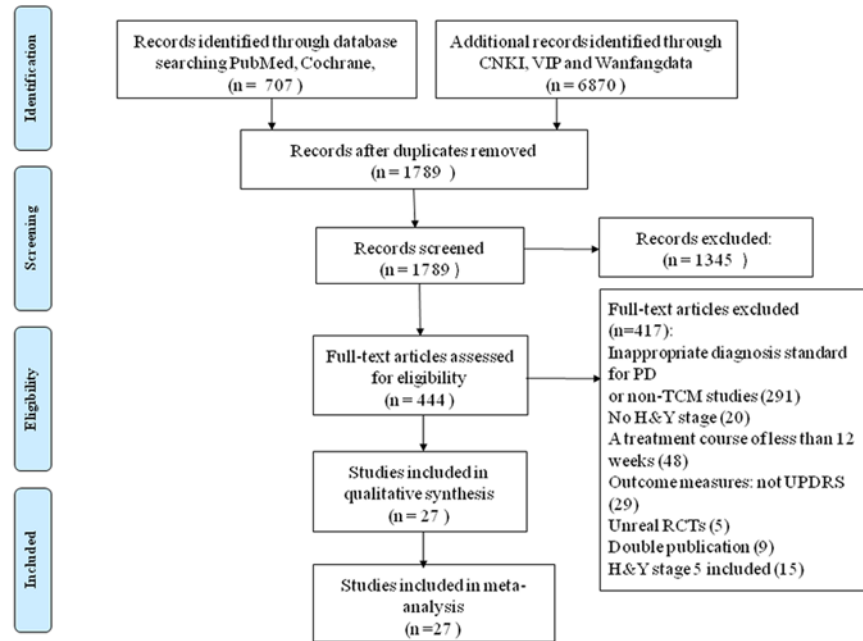 Identification
Records identified through database
searching PubMed, Cochrane,
(n = 707 )
Additional records identified through
CNKI, VIP and Wanfangdata
(n = 6870 )
Records after duplicates removed
(n = 1789 )
Screening
Records screened
(n = 1789 )
Records excluded:
(n = 1345 )
Eligibility
Full-text articles assessed
for eligibility
(n = 444 )
Full-text articles excluded
(n=417):
Inappropriate diagnosis standard
for PD
or non-TCM studies (291)
No H&Y stage (20)
A treatment course of less than 12
weeks (48)
Outcome measures: not UPDRS
(29)
Unreal RCTs (5)
Double publication (9)
H&Y stage 5 included (15)
Studies included in
qualitative synthesis
(n = 27 )
Included
Studies included in meta-
analysis
(n =27 )